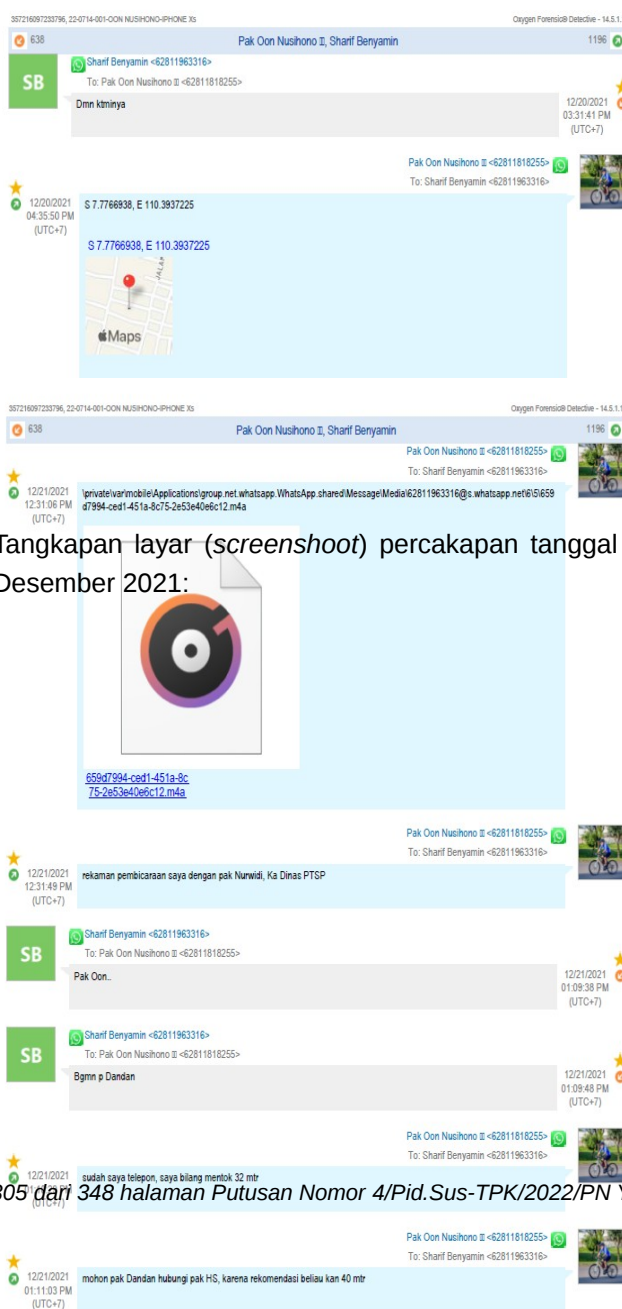 357216097233796, 22-0714-001-OON NUSIHONO-IPHONE Xs Oxygen Forensic® Detective - 14.5.1.1
638 Pak Oon Nusihono, Sharif Benyamin 1196
SB
Sharif Benyamin <62811963316>
To: Pak Oon Nusihono <62811818255>
Dmn ktminya
12/20/2021
03:31:41 PM
(UTC+7)
Pak Oon Nusihono <62811818255>
To: Sharif Benyamin <62811963316>
12/20/2021
04:35:50 PM
(UTC+7)
S 7.7766938, E 110.3937225
S 7.7766938, E 110.3937225
JALAN
Maps
357216097233796, 22-0714-001-OON NUSIHONO-IPHONE Xs Oxygen Forensic® Detective - 14.5.1.1
638 Pak Oon Nusihono, Sharif Benyamin 1196
Pak Oon Nusihono <62811818255>
To: Sharif Benyamin <62811963316>
12/21/2021
12:31:06 PM
(UTC+7)
\private\var\mobile\Applications\group.net.whatsapp.WhatsApp.shared\Message\Media\62811963316@s.whatsapp.net\6\5\659
d7994-ced1-451a-8c75-2e53e40e6c12.m4a
Tangkapan layar (screenshoot) percakapan tanggal
Desember 2021:
659d7994-ced1-451a-8c
75-2e53e40e6c12.m4a
Pak Oon Nusihono <62811818255>
To: Sharif Benyamin <62811963316>
12/21/2021
12:31:49 PM
(UTC+7)
rekaman pembicaraan saya dengan pak Nurwidi, Ka Dinas PTSP
SB
Sharif Benyamin <62811963316>
To: Pak Oon Nusihono <62811818255>
Pak Oon..
12/21/2021
01:09:38 PM
(UTC+7)
SB
Sharif Benyamin <62811963316>
To: Pak Oon Nusihono <62811818255>
Bgmn p Dandan
12/21/2021
01:09:48 PM
(UTC+7)
Pak Oon Nusihono <62811818255>
To: Sharif Benyamin <62811963316>
12/21/2021
(UTC+7)
sudah saya telepon, saya bilang mentok 32 mtr
305 dari 348 halaman Putusan Nomor 4/Pid.Sus-TPK/2022/PN
Pak Oon Nusihono <62811818255>
To: Sharif Benyamin <62811963316>
12/21/2021
01:11:03 PM
(UTC+7)
mohon pak Dandan hubungi pak HS, karena rekomendasi beliau kan 40 mtr